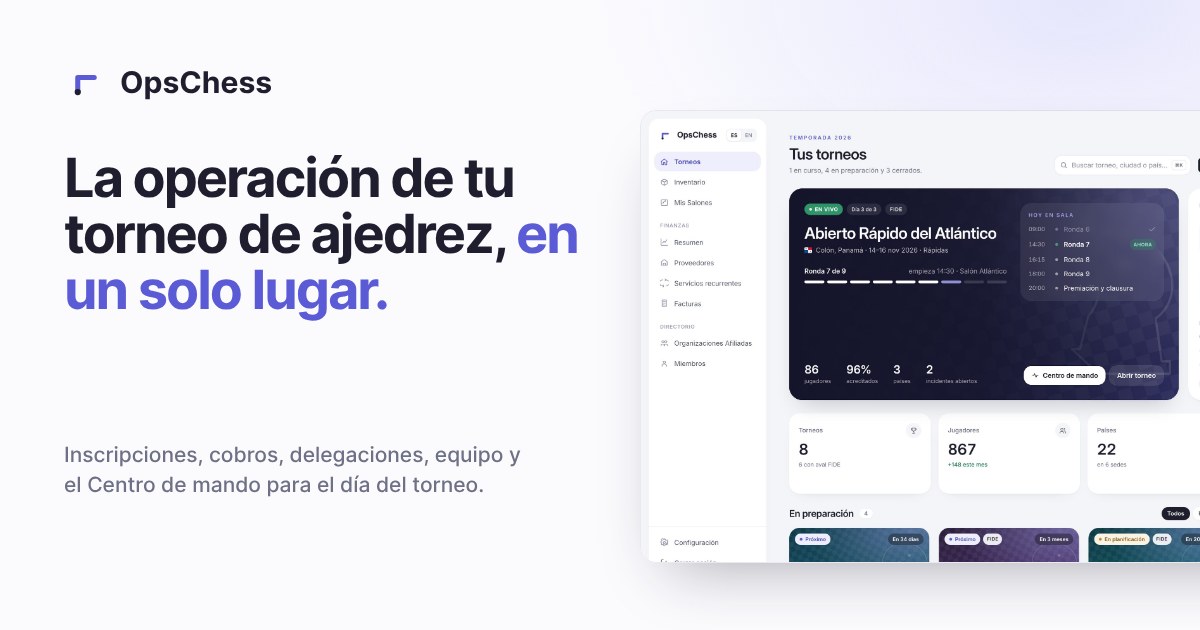 OpsChess
La operación de tu
torneo de ajedrez, en
un solo lugar.
Inscripciones, cobros, delegaciones, equipo y
el Centro de mando para el día del torneo.
OpsChess
ES EN
Torneos
Inventario
Mis Salones
FINANZAS
Resumen
Proveedores
Servicios recurrentes
Facturas
DIRECTORIO
Organizaciones Afiliadas
Miembros
Configuración
TEMPORADA 2026
Tus torneos
1 en curso, 4 en preparación y 3 cerrados.
Buscar torneo, ciudad o país... ⌘K
EN VIVO Día 3 de 3 FIDE
Abierto Rápido del Atlántico
Colón, Panamá · 14–16 nov 2026 · Rápidas
Ronda 7 de 9 empieza 14:30 · Salón Atlántico
86 96% 3 2
jugadores acreditados países incidentes abiertos
HOY EN SALA
Ronda 6
14:30 Ronda 7 AHORA
16:15 Ronda 8
18:00 Ronda 9
20:00 Premiación y clausura
Centro de mando Abrir torneo
Torneos
8
6 con aval FIDE
Jugadores
867
+148 este mes
Países
22
en 6 sedes
En preparación 4
Todos
Próximo En 34 días
Próximo FIDE En 3 meses
En planificación FIDE En 20